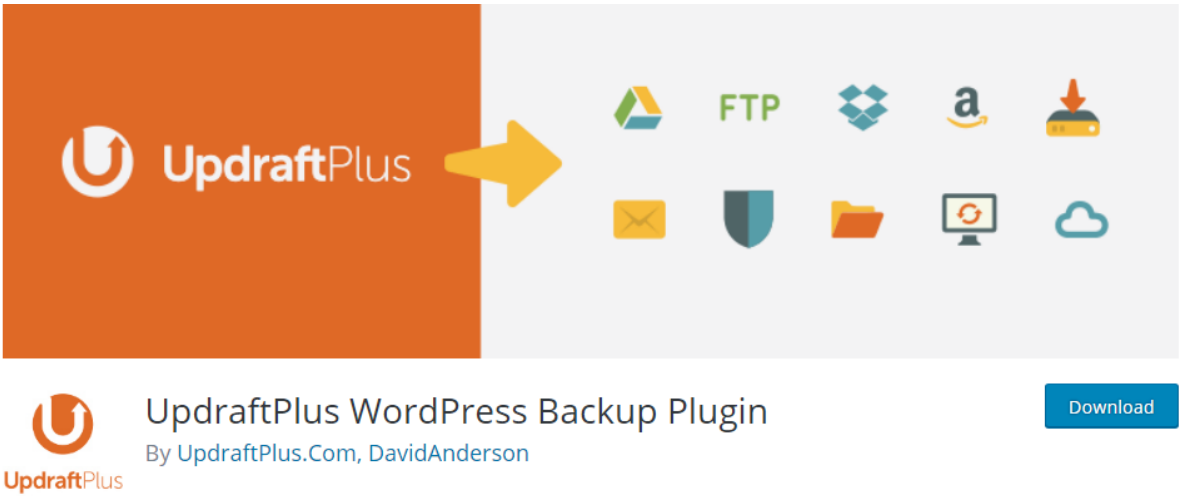 UpdraftPlus
FTP
a
UpdraftPlus WordPress Backup Plugin
Download
By UpdraftPlus.Com, DavidAnderson
UpdraftPlus